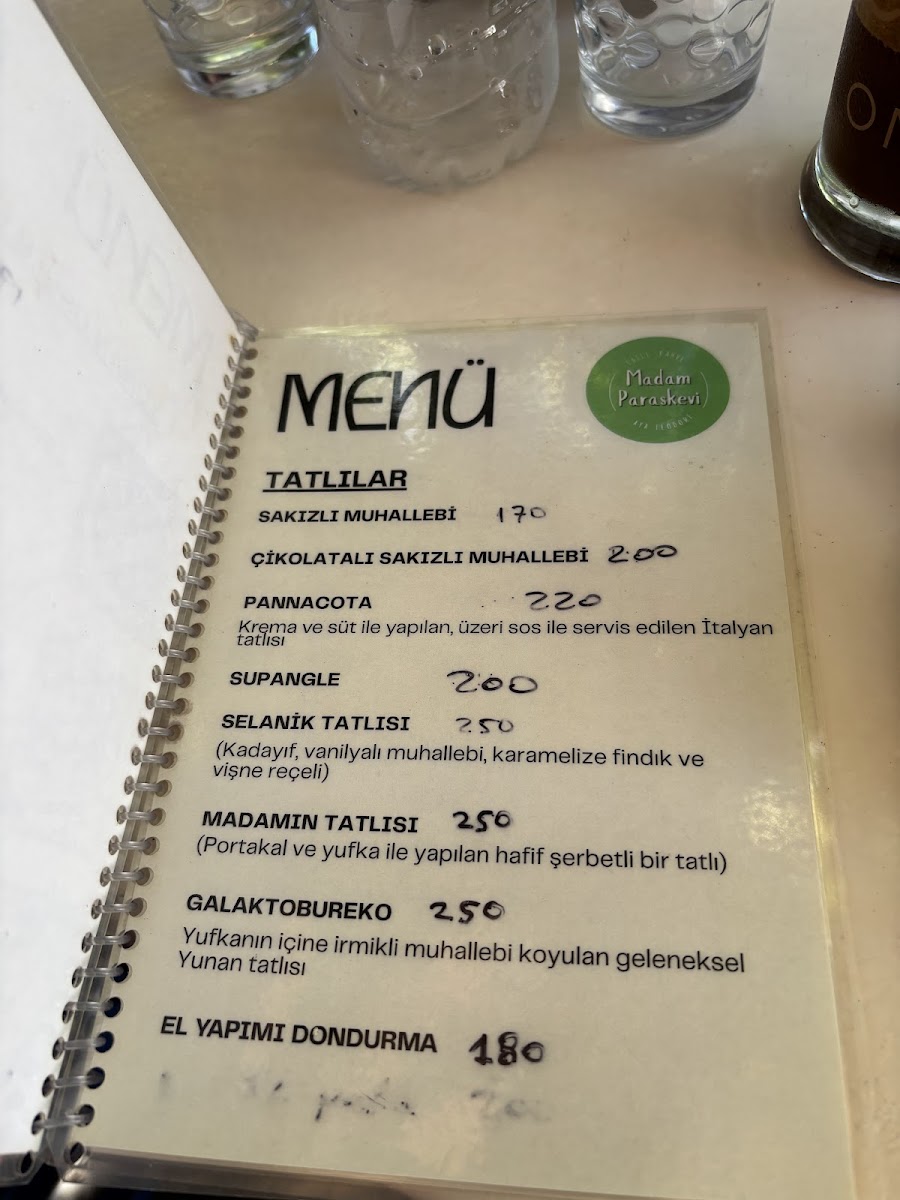 MENÜ
Madam
Paraskevi
TATLILAR
SAKIZLI MUHALLEBİ 170
ÇİKOLATALI SAKIZLI MUHALLEBİ 200
PANNACOTA 220
Krema ve süt ile yapılan, üzeri sos ile servis edilen İtalyan
tatlısı
SUPANGLE 200
SELANİK TATLISI 250
(Kadayıf, vanilyalı muhallebi, karamelize fındık ve
vişne reçeli)
MADAMIN TATLISI 250
(Portakal ve yufka ile yapılan hafif şerbetli bir tatlı)
GALAKTOBUREKO 250
Yufkanın içine irmikli muhallebi koyulan geleneksel
Yunan tatlısı
EL YAPIMI DONDURMA 180